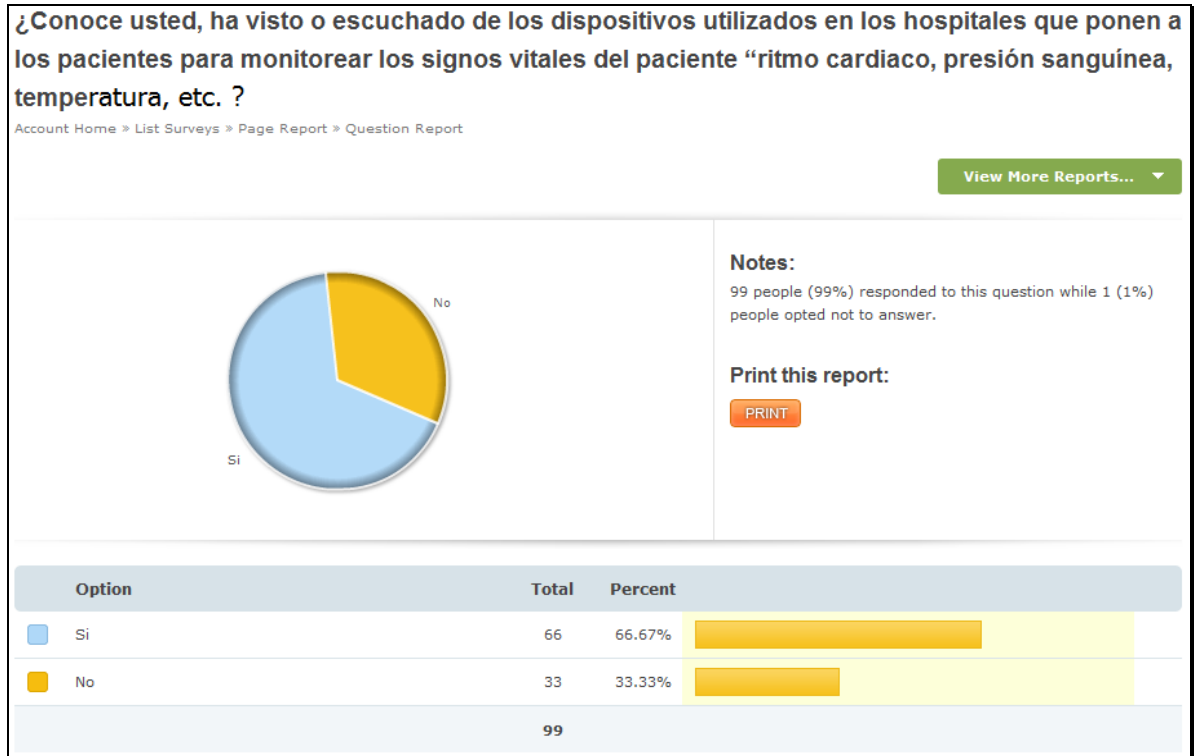 ¿Conoce usted, ha visto o escuchado de los dispositivos utilizados en los hospitales que ponen a
los pacientes para monitorear los signos vitales del paciente “ritmo cardiaco, presión sanguínea,
temperatura, etc. ?
Account Home » List Surveys » Page Report » Question Report
View More Reports...
No
Si
Notes:
99 people (99%) responded to this question while 1 (1%)
people opted not to answer.
Print this report:
PRINT
Option Total Percent
Si 66 66.67%
No 33 33.33%
99